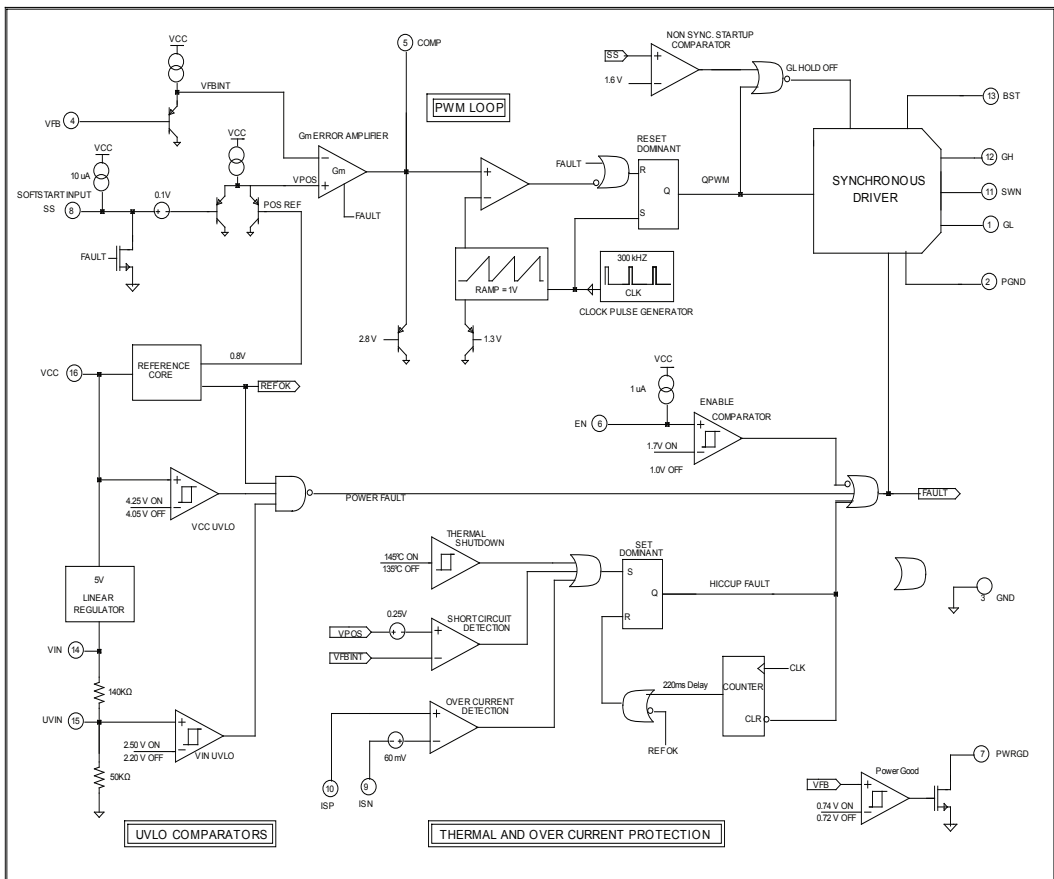 VCC
VFBINT
VFB
4
5
COMP
PWM LOOP
NON SYNC. STARTUP
COMPARATOR
SS
+
1.6 V
−
GL HOLD OFF
13
BST
12
GH
11
SWN
1
GL
2
PGND
SYNCHRONOUS
DRIVER
VCC
10 uA
SOFTSTART INPUT
SS
8
0.1V
+ -
FAULT
VCC
Gm ERROR AMPLIFIER
−
Gm
+
VPOS
POS REF
FAULT
+
−
RESET
DOMINANT
FAULT
R
Q
S
QPWM
RAMP = 1V
300 kHZ
CLK
CLOCK PULSE GENERATOR
2.8 V
1.3 V
VCC
16
REFERENCE
CORE
0.8V
REFOK
VCC
1 uA
EN
6
ENABLE
COMPARATOR
+
−
1.7V ON
1.0V OFF
+
−
4.25 V ON
4.05 V OFF
VCC UVLO
POWER FAULT
FAULT
5V
LINEAR
REGULATOR
THERMAL
SHUTDOWN
145ºC ON
135ºC OFF
SET
DOMINANT
S
Q
R
HICCUP FAULT
3
GND
VIN
14
140KΩ
UVIN
15
50KΩ
+
−
2.50 V ON
2.20 V OFF
VIN UVLO
0.25V
VPOS
+ -
+
SHORT CIRCUIT
DETECTION
VFBINT
−
OVER CURRENT
DETECTION
+
−
- +
60 mV
10
ISP
9
ISN
220ms Delay
COUNTER
CLK
CLR
REFOK
7
PWRGD
Power Good
VFB
+
−
0.74 V ON
0.72 V OFF
UVLO COMPARATORS
THERMAL AND OVER CURRENT PROTECTION